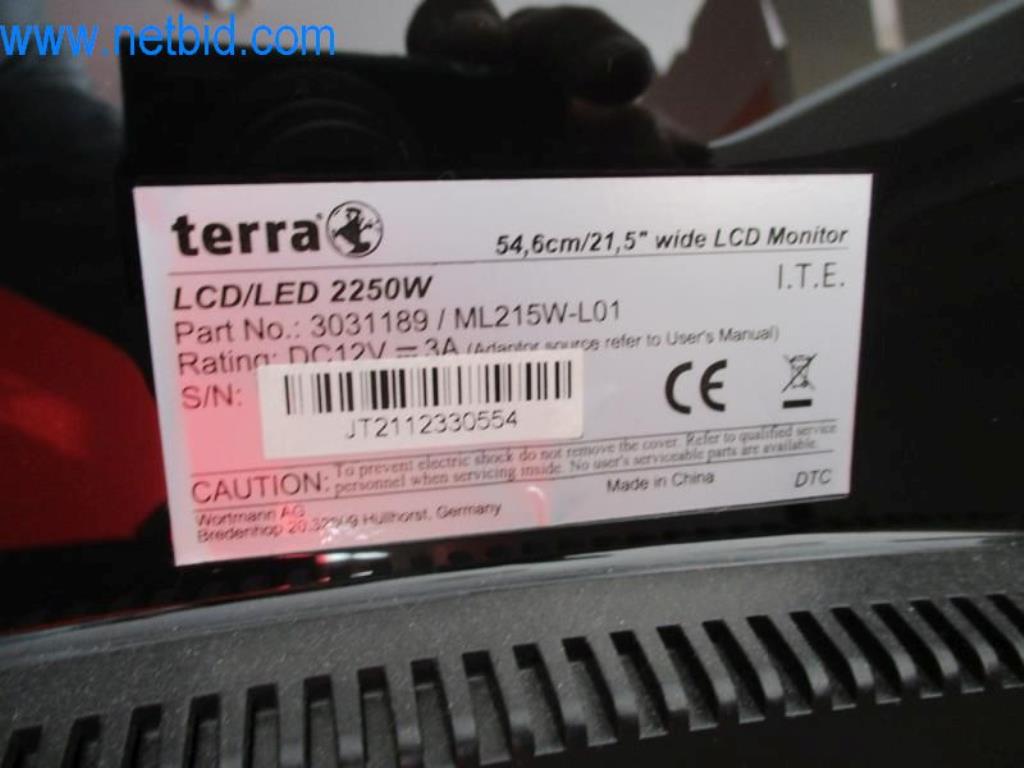 www.netbid.com
terra
54,6cm/21,5" wide LCD Monitor
LCD/LED 2250W
I.T.E.
Part No.: 3031189 / ML215W-L01
Rating: DC12V ⎓ 3A (Adantor source refer to User's Manual)
S/N:
JT2112330554
CE
CAUTION: To prevent electric shock do not remove the cover. Refer to qualified service
personnel when servicing inside. No user's serviceable parts are available.
Made in China
DTC
Wortmann AG
Bredenhop 20, Hüllhorst, Germany